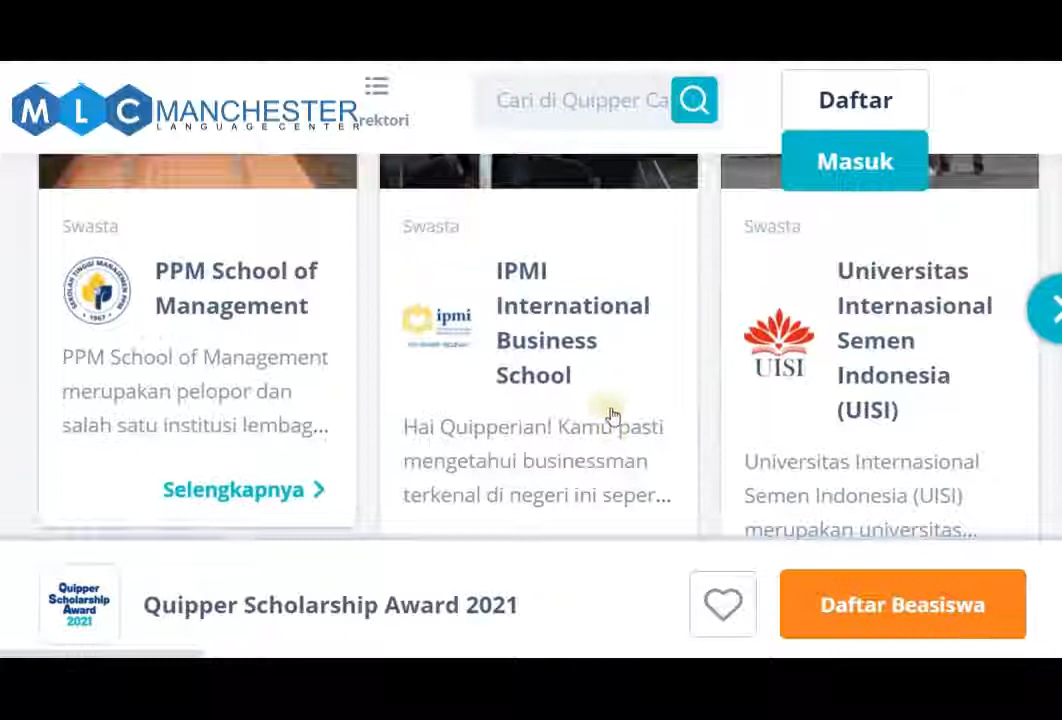 MLC MANCHESTER
LANGUAGE CENTER
rektori
Cari di Quipper Ca
Daftar
Masuk
Swasta
PPM School of
Management
PPM School of Management
merupakan pelopor dan
salah satu institusi lembag...
Selengkapnya
Swasta
ipmi
IPMI
International
Business
School
Hai Quipperian! Kamu pasti
mengetahui businessman
terkenal di negeri ini seper...
Swasta
UISI
Universitas
Internasional
Semen
Indonesia
(UISI)
Universitas Internasional
Semen Indonesia (UISI)
merupakan universitas...
Quipper
Scholarship
Award
2021
Quipper Scholarship Award 2021
Daftar Beasiswa